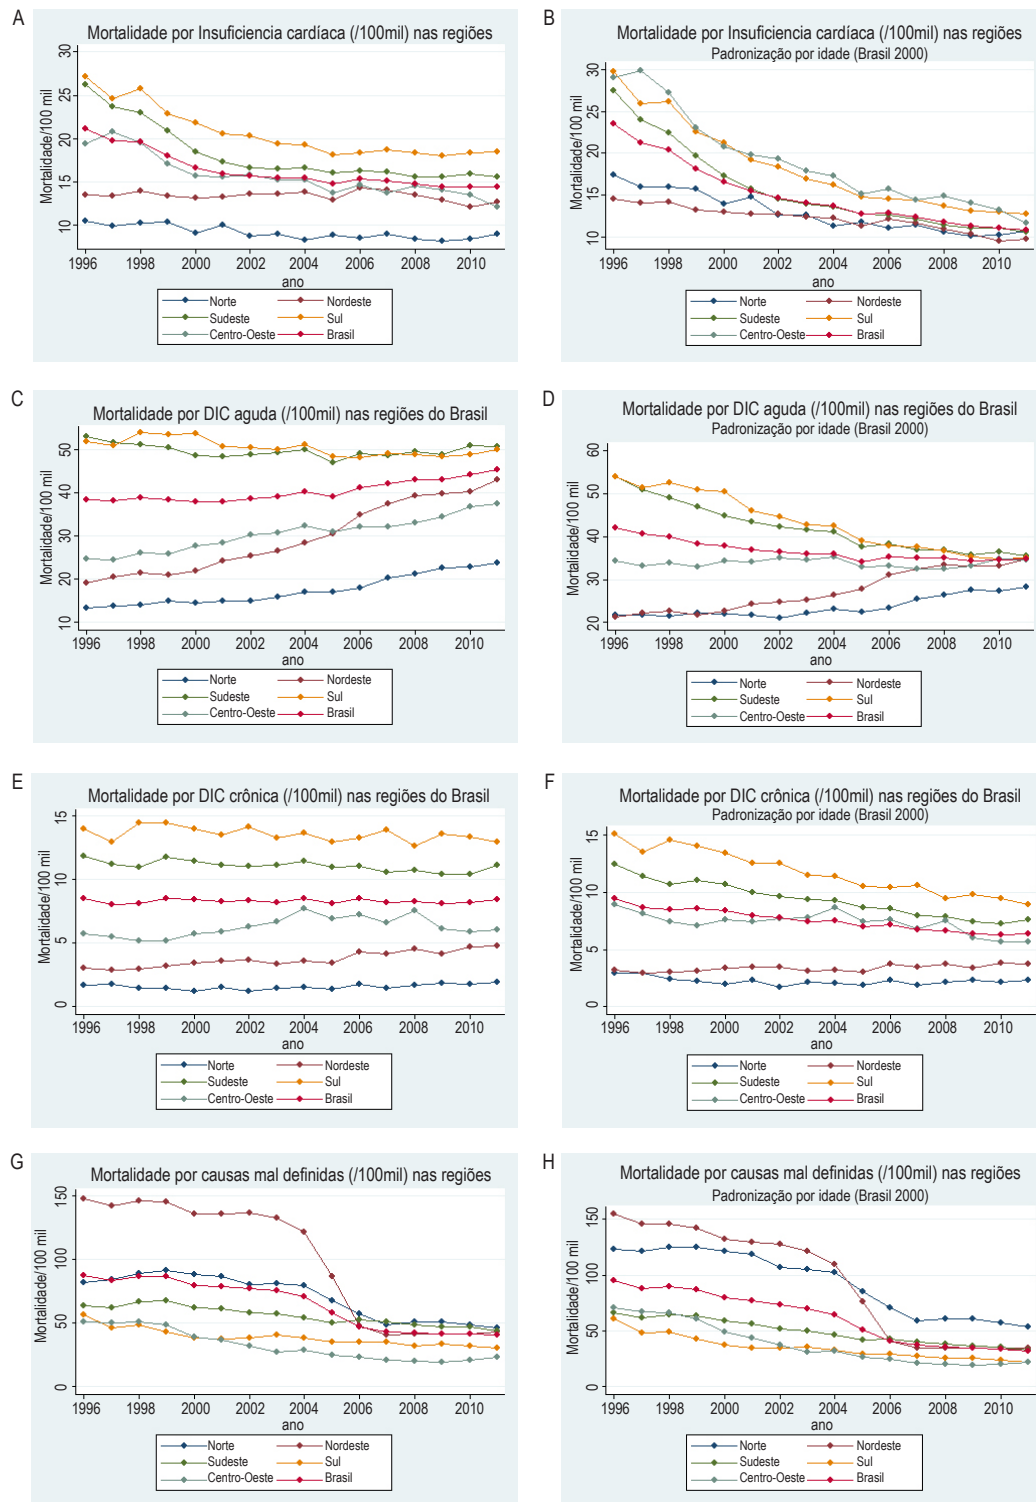 A
Mortalidade por Insuficiencia cardíaca (/100mil) nas regiões
Mortalidade/100 mil
30
25
20
15
10
1996 1998 2000 2002 2004 2006 2008 2010
ano
Norte Nordeste
Sudeste Sul
Centro-Oeste Brasil
B
Mortalidade por Insuficiencia cardíaca (/100mil) nas regiões
Padronização por idade (Brasil 2000)
Mortalidade/100 mil
30
25
20
15
10
1996 1998 2000 2002 2004 2006 2008 2010
ano
Norte Nordeste
Sudeste Sul
Centro-Oeste Brasil
C
Mortalidade por DIC aguda (/100mil) nas regiões do Brasil
Mortalidade/100 mil
50
40
30
20
10
1996 1998 2000 2002 2004 2006 2008 2010
ano
Norte Nordeste
Sudeste Sul
Centro-Oeste Brasil
D
Mortalidade por DIC aguda (/100mil) nas regiões do Brasil
Padronização por idade (Brasil 2000)
Mortalidade/100 mil
60
50
40
30
20
1996 1998 2000 2002 2004 2006 2008 2010
ano
Norte Nordeste
Sudeste Sul
Centro-Oeste Brasil
E
Mortalidade por DIC crônica (/100mil) nas regiões do Brasil
Mortalidade/100 mil
15
10
5
0
1996 1998 2000 2002 2004 2006 2008 2010
ano
Norte Nordeste
Sudeste Sul
Centro-Oeste Brasil
F
Mortalidade por DIC crônica (/100mil) nas regiões do Brasil
Padronização por idade (Brasil 2000)
Mortalidade/100 mil
15
10
5
0
1996 1998 2000 2002 2004 2006 2008 2010
ano
Norte Nordeste
Sudeste Sul
Centro-Oeste Brasil
G
Mortalidade por causas mal definidas (/100mil) nas regiões
Mortalidade/100 mil
150
100
50
0
1996 1998 2000 2002 2004 2006 2008 2010
ano
Norte Nordeste
Sudeste Sul
Centro-Oeste Brasil
H
Mortalidade por causas mal definidas (/100mil) nas regiões
Padronização por idade (Brasil 2000)
Mortalidade/100 mil
150
100
50
0
1996 1998 2000 2002 2004 2006 2008 2010
ano
Norte Nordeste
Sudeste Sul
Centro-Oeste Brasil